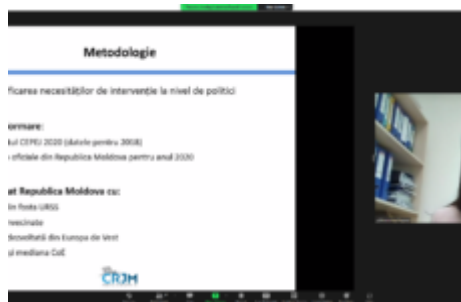 Metodologie
ficarea necesităților de intervenție la nivel de politici
ormare:
ul CEPEJ 2020 (datele pentru 2018)
oficiale din Republica Moldova pentru anul 2020
at Republica Moldova cu:
din fosta URSS
vecinate
dezvoltată din Europa de Vest
și mediana CoE
CRJM